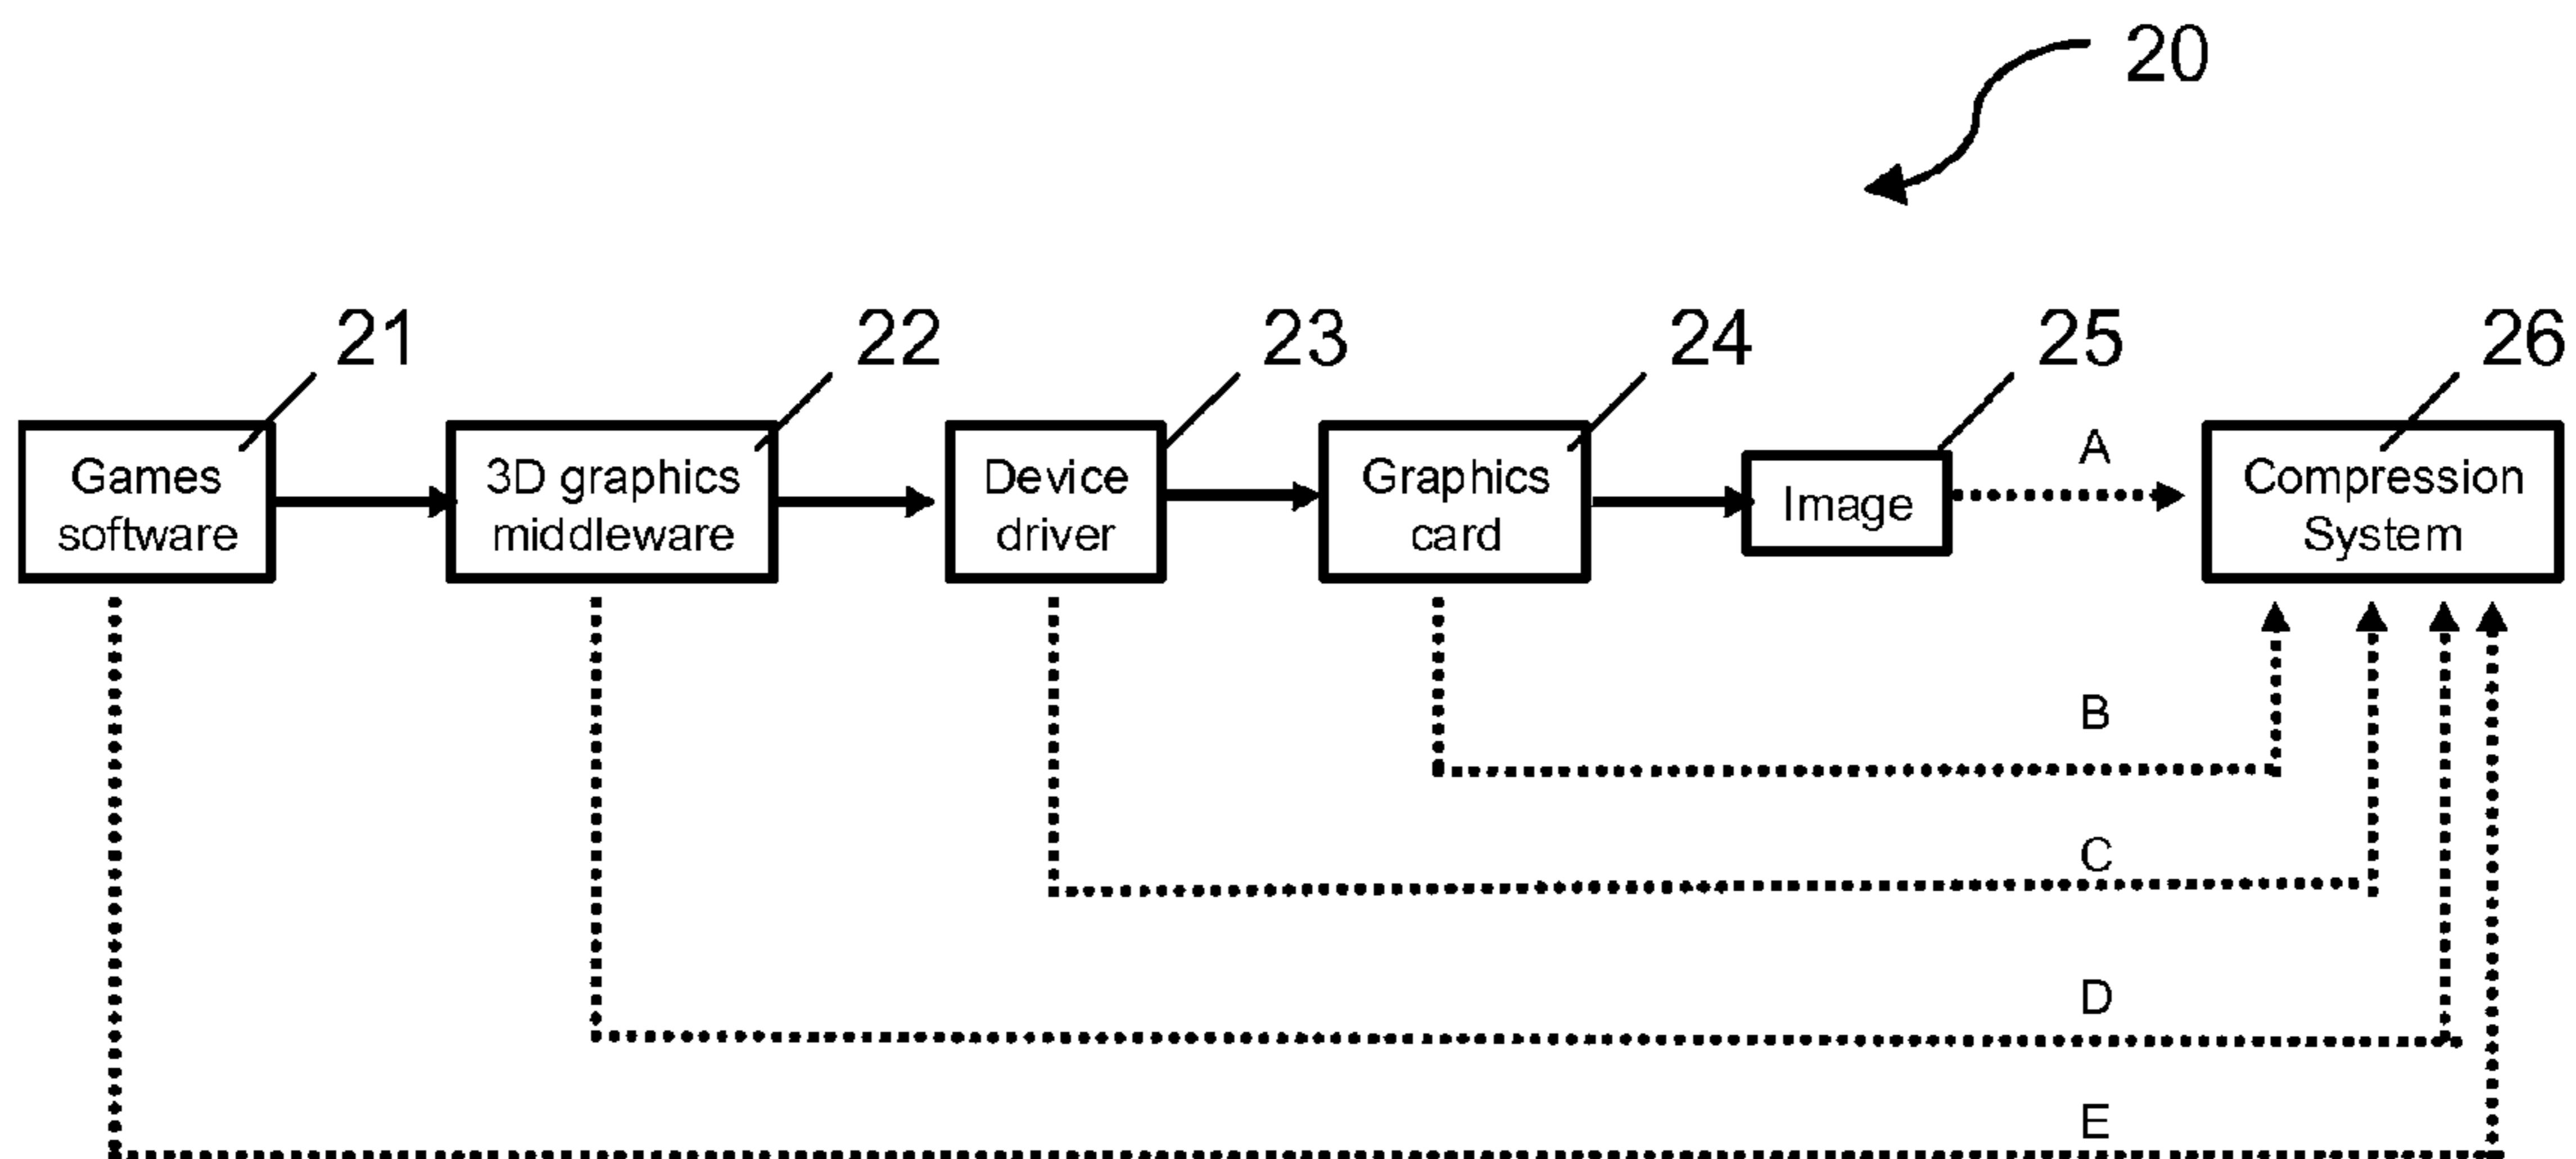 20
21
22
23
24
25
26
Games
software
3D graphics
middleware
Device
driver
Graphics
card
Image
A
Compression
System
B
C
D
E